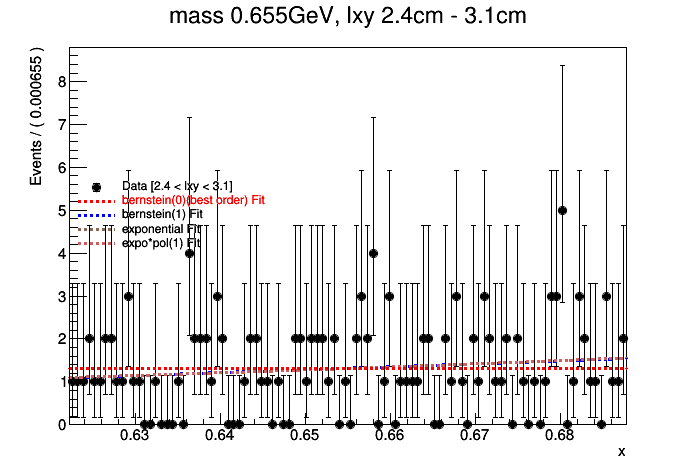 mass 0.655GeV, lxy 2.4cm - 3.1cm
Events / ( 0.000655 )
8
7
6
5
4
3
2
1
0
Data [2.4 < lxy < 3.1]
bernstein(0)(best order) Fit
bernstein(1) Fit
exponential Fit
expo*pol(1) Fit
0.63 0.64 0.65 0.66 0.67 0.68
x